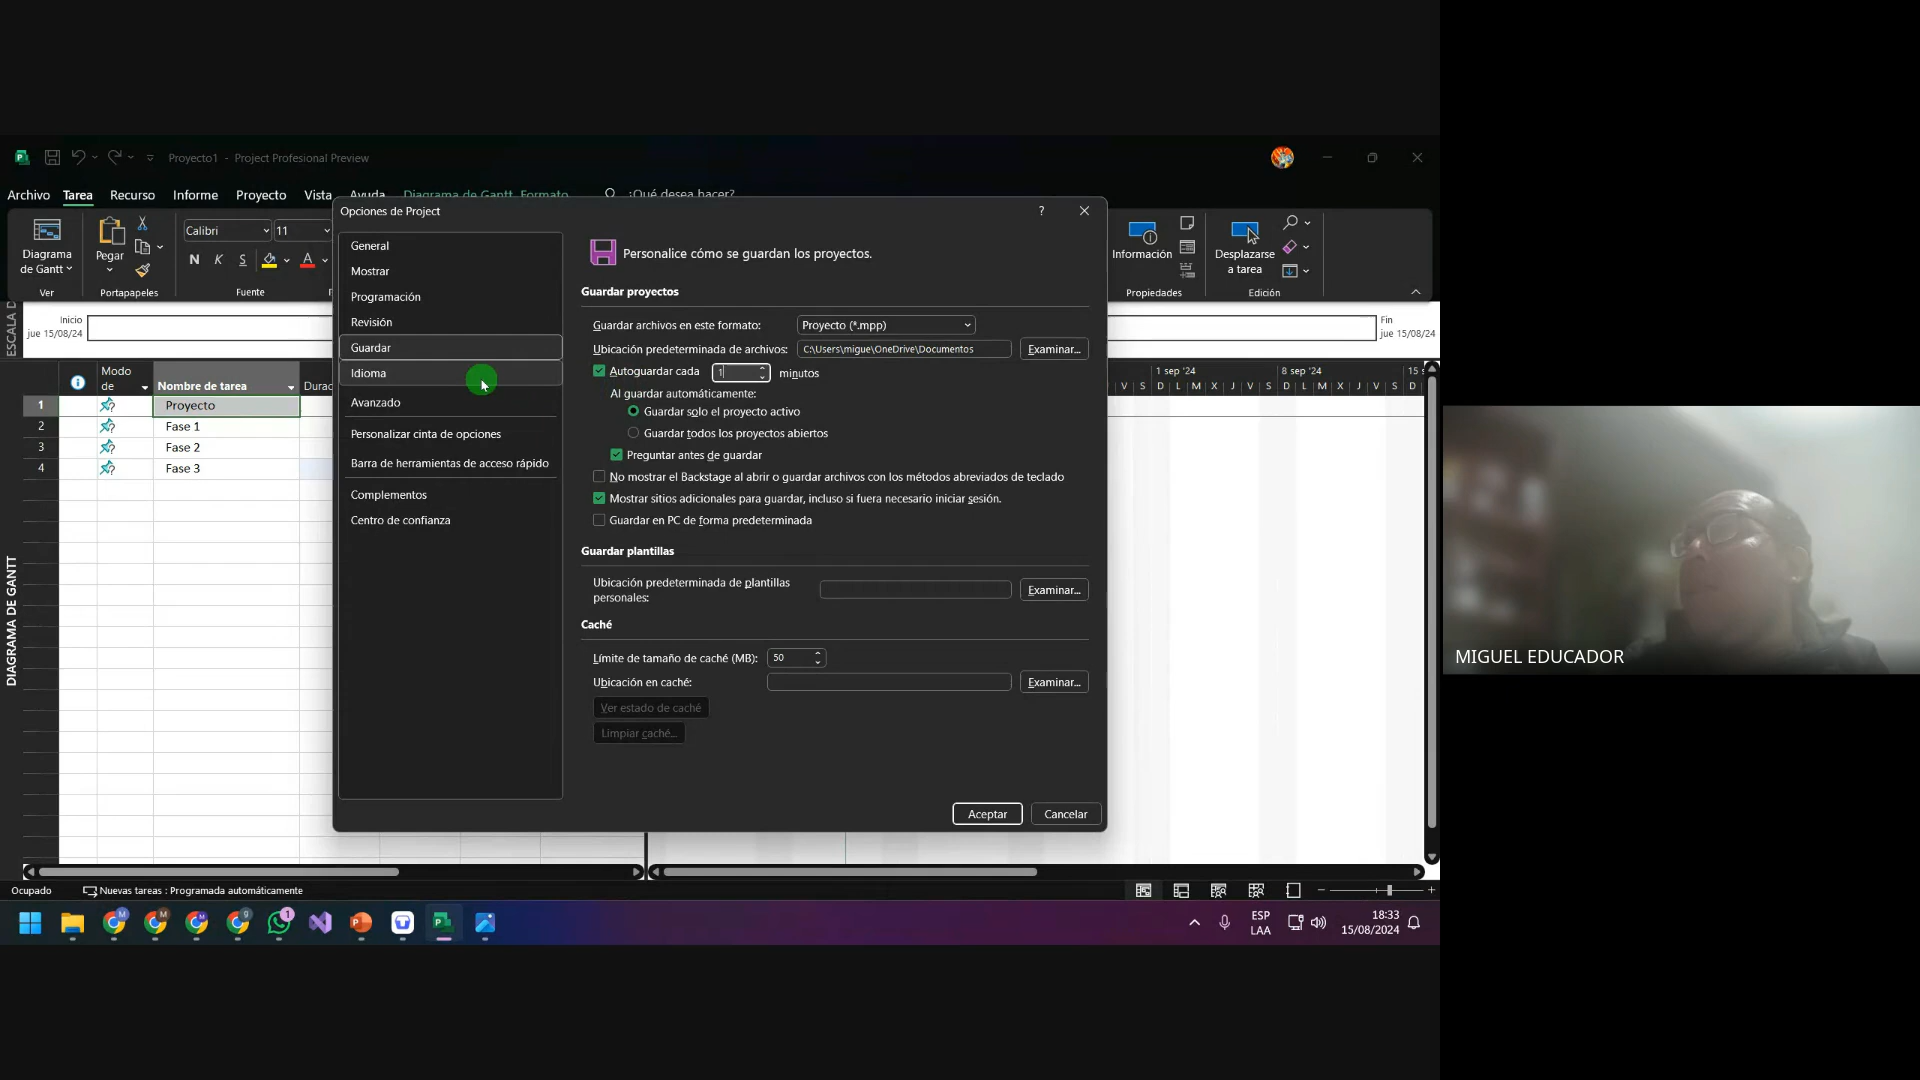 Proyecto1 - Project Profesional Preview
Archivo Tarea Recurso Informe Proyecto Vista Ayuda Diagrama de Gantt Formato ¿Qué desea hacer?
Diagrama de Gantt
Ver
Pegar
Portapapeles
Calibri 11
N K S
Fuente
Información
Propiedades
Desplazarse a tarea
Edición
Inicio
jue 15/08/24
Fin
jue 15/08/24
Modo de
Nombre de tarea
1 sep '24
8 sep '24
V S D L M M J V S D L M M J V S D
1 Proyecto
2 Fase 1
3 Fase 2
4 Fase 3
DIAGRAMA DE GANTT
Opciones de Project
?
General
Mostrar
Programación
Revisión
Guardar
Idioma
Avanzado
Personalizar cinta de opciones
Barra de herramientas de acceso rápido
Complementos
Centro de confianza
Personalice cómo se guardan los proyectos.
Guardar proyectos
Guardar archivos en este formato: Proyecto (*.mpp)
Ubicación predeterminada de archivos: C:\Users\migue\OneDrive\Documentos Examinar...
Autoguardar cada 1 minutos
Al guardar automáticamente:
Guardar solo el proyecto activo
Guardar todos los proyectos abiertos
Preguntar antes de guardar
No mostrar el Backstage al abrir o guardar archivos con los métodos abreviados de teclado
Mostrar sitios adicionales para guardar, incluso si fuera necesario iniciar sesión.
Guardar en PC de forma predeterminada
Guardar plantillas
Ubicación predeterminada de plantillas personales: Examinar...
Caché
Límite de tamaño de caché (MB): 50
Ubicación en caché: Examinar...
Ver estado de caché
Limpiar caché...
Aceptar Cancelar
Ocupado Nuevas tareas : Programada automáticamente
ESP
LAA
18:33
15/08/2024
MIGUEL EDUCADOR